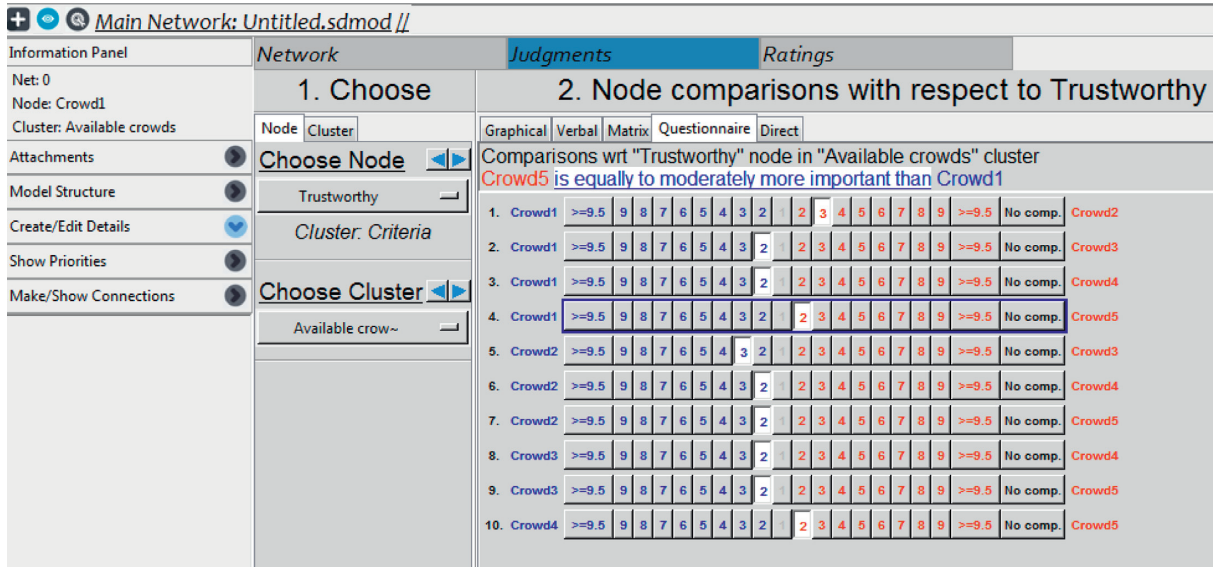 Main Network: Untitled.sdmod //
Information Panel
Net: 0
Node: Crowd1
Cluster: Available crowds
Attachments
Model Structure
Create/Edit Details
Show Priorities
Make/Show Connections
Network Judgments Ratings
1. Choose
Node Cluster
Choose Node
Trustworthy
Cluster: Criteria
Choose Cluster
Available crow~
2. Node comparisons with respect to Trustworthy
Graphical Verbal Matrix Questionnaire Direct
Comparisons wrt "Trustworthy" node in "Available crowds" cluster
Crowd5 is equally to moderately more important than Crowd1
1. Crowd1 >=9.5 9 8 7 6 5 4 3 2 1 2 3 4 5 6 7 8 9 >=9.5 No comp. Crowd2
2. Crowd1 >=9.5 9 8 7 6 5 4 3 2 1 2 3 4 5 6 7 8 9 >=9.5 No comp. Crowd3
3. Crowd1 >=9.5 9 8 7 6 5 4 3 2 1 2 3 4 5 6 7 8 9 >=9.5 No comp. Crowd4
4. Crowd1 >=9.5 9 8 7 6 5 4 3 2 1 2 3 4 5 6 7 8 9 >=9.5 No comp. Crowd5
5. Crowd2 >=9.5 9 8 7 6 5 4 3 2 1 2 3 4 5 6 7 8 9 >=9.5 No comp. Crowd3
6. Crowd2 >=9.5 9 8 7 6 5 4 3 2 1 2 3 4 5 6 7 8 9 >=9.5 No comp. Crowd4
7. Crowd2 >=9.5 9 8 7 6 5 4 3 2 1 2 3 4 5 6 7 8 9 >=9.5 No comp. Crowd5
8. Crowd3 >=9.5 9 8 7 6 5 4 3 2 1 2 3 4 5 6 7 8 9 >=9.5 No comp. Crowd4
9. Crowd3 >=9.5 9 8 7 6 5 4 3 2 1 2 3 4 5 6 7 8 9 >=9.5 No comp. Crowd5
10. Crowd4 >=9.5 9 8 7 6 5 4 3 2 1 2 3 4 5 6 7 8 9 >=9.5 No comp. Crowd5